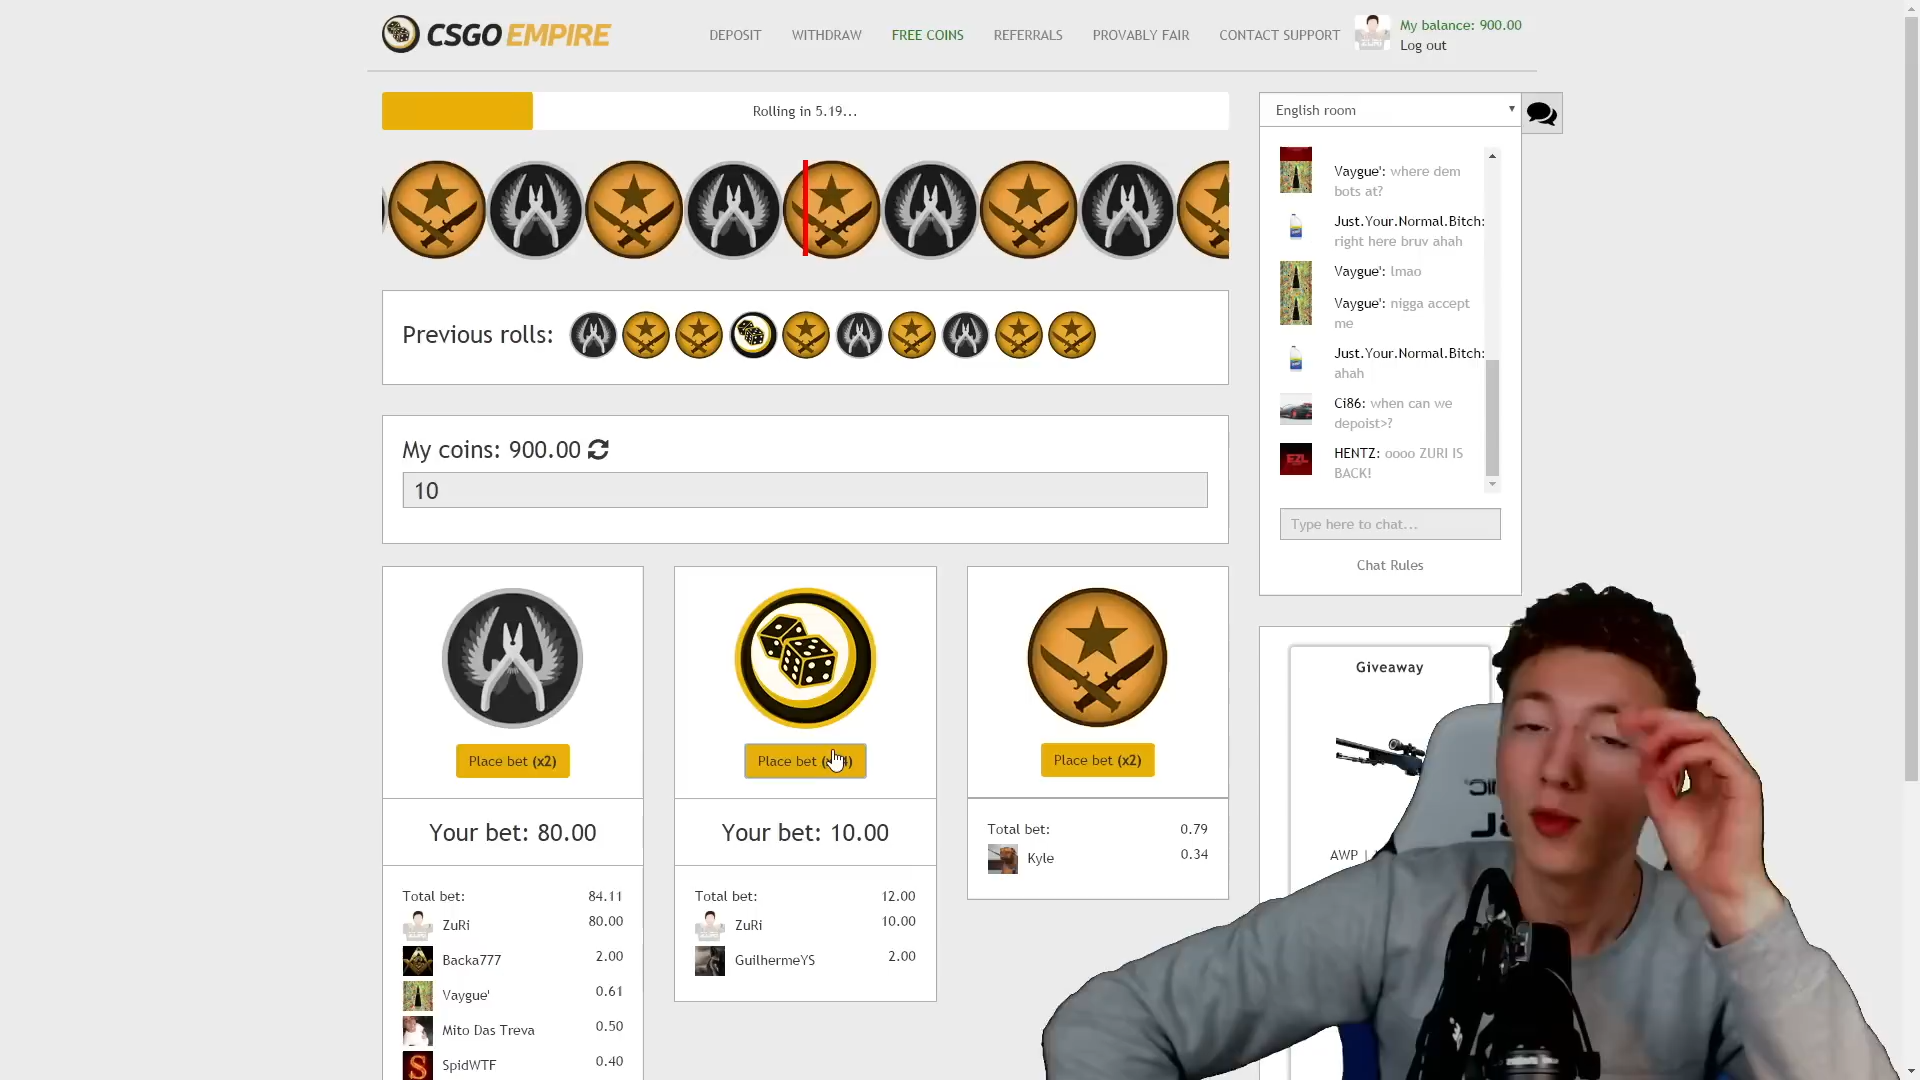 CSGO EMPIRE
DEPOSIT WITHDRAW FREE COINS REFERRALS PROVABLY FAIR CONTACT SUPPORT
My balance: 900.00
Log out
Rolling in 5.19...
Previous rolls:
My coins: 900.00
10
Place bet (x2)
Your bet: 80.00
Total bet: 84.11
ZuRi 80.00
Backa777 2.00
Vaygue' 0.61
Mito Das Treva 0.50
SpidWTF 0.40
Place bet
Your bet: 10.00
Total bet: 12.00
ZuRi 10.00
GuilhermeYS 2.00
Place bet (x2)
Total bet: 0.79
Kyle 0.34
English room
Vaygue': where dem
bots at?
Just.Your.Normal.Bitch:
right here bruv ahah
Vaygue': lmao
Vaygue': nigga accept
me
Just.Your.Normal.Bitch:
ahah
Ci86: when can we
depoist>?
HENTZ: oooo ZURI IS
BACK!
Type here to chat...
Chat Rules
Giveaway
AWP |